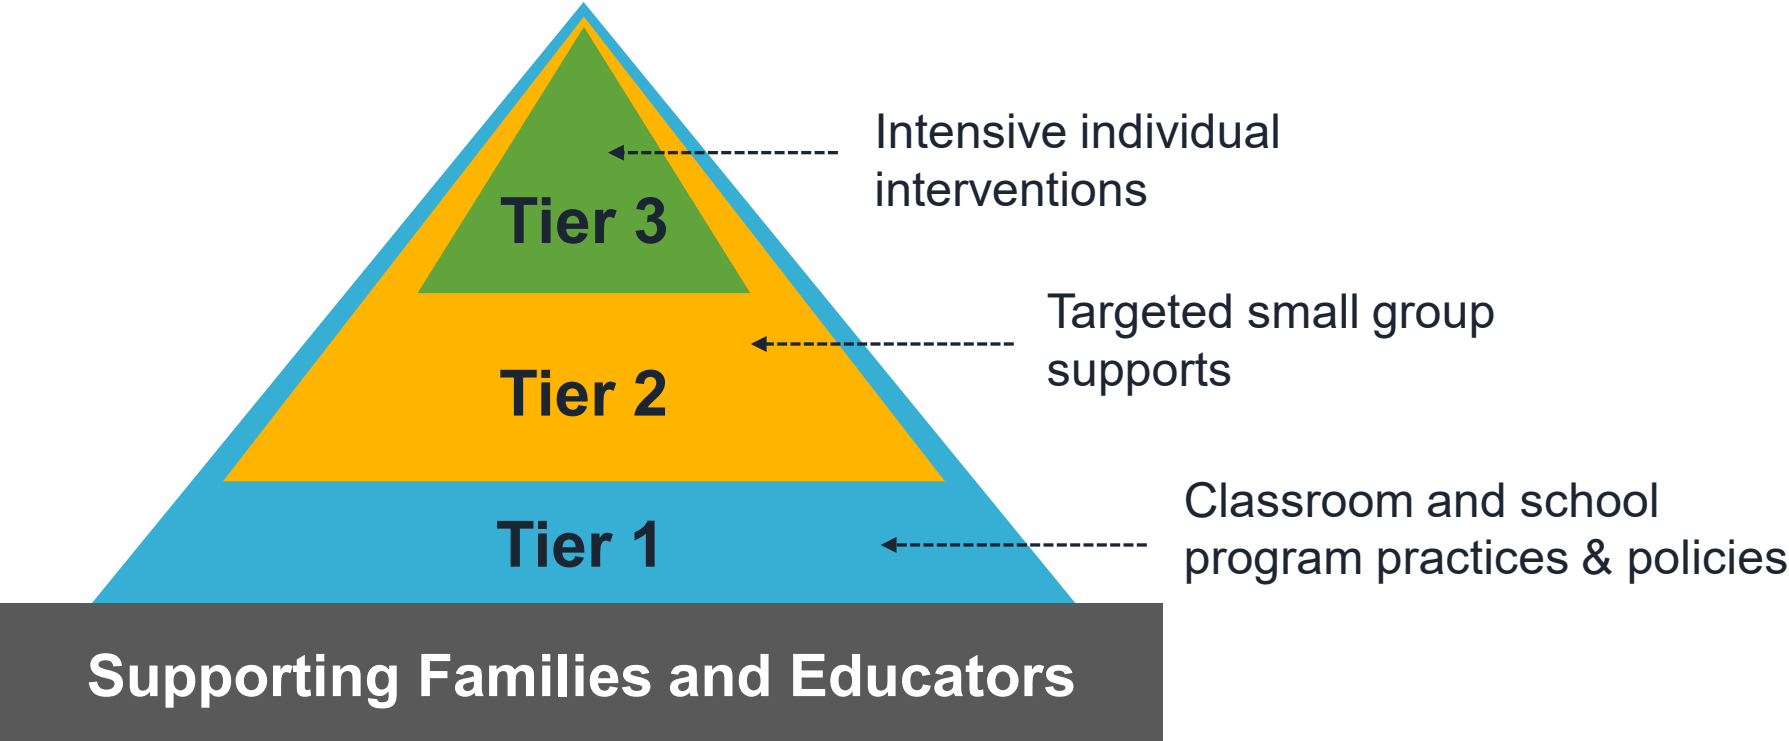 Intensive individual
interventions
Tier 3
Targeted small group
supports
Tier 2
Classroom and school
program practices & policies
Tier 1
Supporting Families and Educators